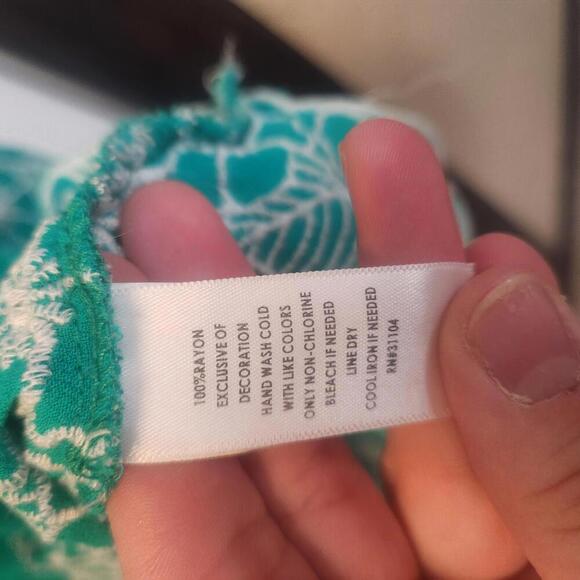 100%RAYON
EXCLUSIVE OF
DECORATION
HAND WASH COLD
WITH LIKE COLORS
ONLY NON-CHLORINE
BLEACH IF NEEDED
LINE DRY
COOL IRON IF NEEDED
RN#31104